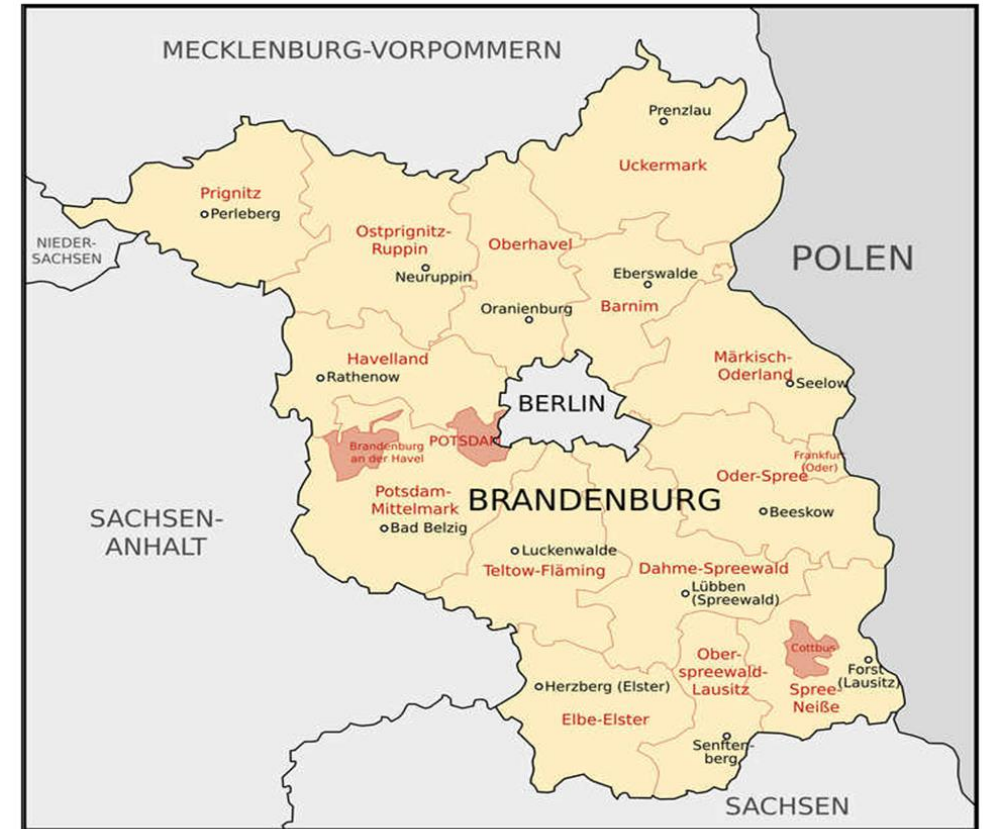 MECKLENBURG-VORPOMMERN
Prenzlau
Uckermark
Prignitz
Perleberg
NIEDER-
SACHSEN
Ostprignitz-
Ruppin
Neuruppin
Oberhavel
Oranienburg
Eberswalde
Barnim
POLEN
Havelland
Rathenow
Märkisch-
Oderland
Seelow
BERLIN
Brandenburg
an der Havel
POTSDAM
Frankfurt
(Oder)
Oder-Spree
Beeskow
Potsdam-
Mittelmark
Bad Belzig
BRANDENBURG
SACHSEN-
ANHALT
Luckenwalde
Teltow-Fläming
Dahme-Spreewald
Lübben
(Spreewald)
Cottbus
Ober-
spreewald-
Lausitz
Forst
(Lausitz)
Spree-
Neiße
Herzberg (Elster)
Elbe-Elster
Senften-
berg
SACHSEN